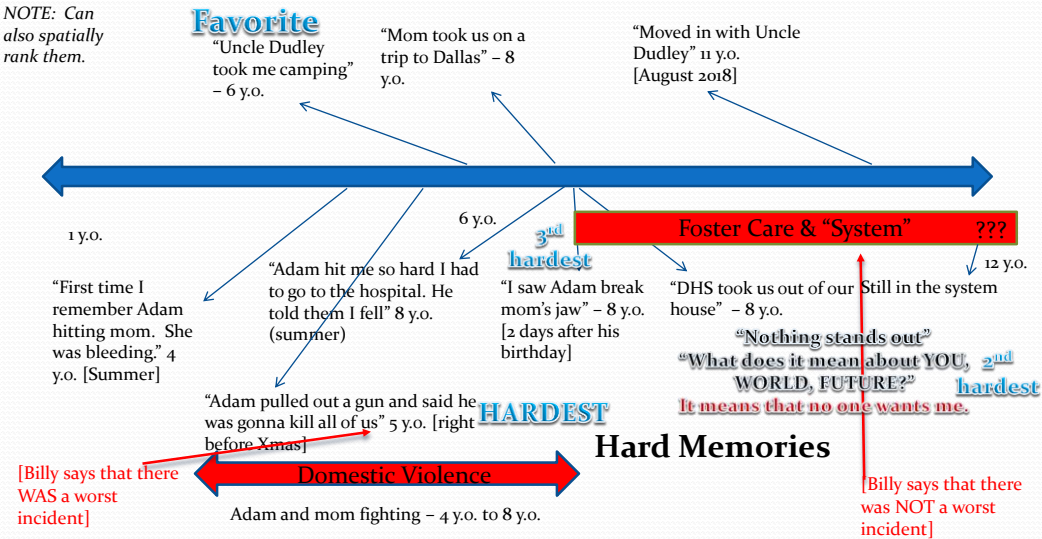 NOTE: Can
also spatially
rank them.
Favorite
“Uncle Dudley
took me camping”
– 6 y.o.
“Mom took us on a
trip to Dallas” – 8
y.o.
“Moved in with Uncle
Dudley” 11 y.o.
[August 2018]
1 y.o.
6 y.o.
12 y.o.
Foster Care & “System”
???
“First time I
remember Adam
hitting mom. She
was bleeding.” 4
y.o. [Summer]
“Adam hit me so hard I had
to go to the hospital. He
told them I fell” 8 y.o.
(summer)
3rd
hardest
“I saw Adam break
mom’s jaw” – 8 y.o.
[2 days after his
birthday]
“DHS took us out of our
house” – 8 y.o.
Still in the system
“Nothing stands out”
“What does it mean about YOU,
WORLD, FUTURE?”
It means that no one wants me.
2nd
hardest
“Adam pulled out a gun and said he
was gonna kill all of us” 5 y.o. [right
before Xmas]
HARDEST
Hard Memories
[Billy says that there
WAS a worst
incident]
Domestic Violence
Adam and mom fighting – 4 y.o. to 8 y.o.
[Billy says that there
was NOT a worst
incident]